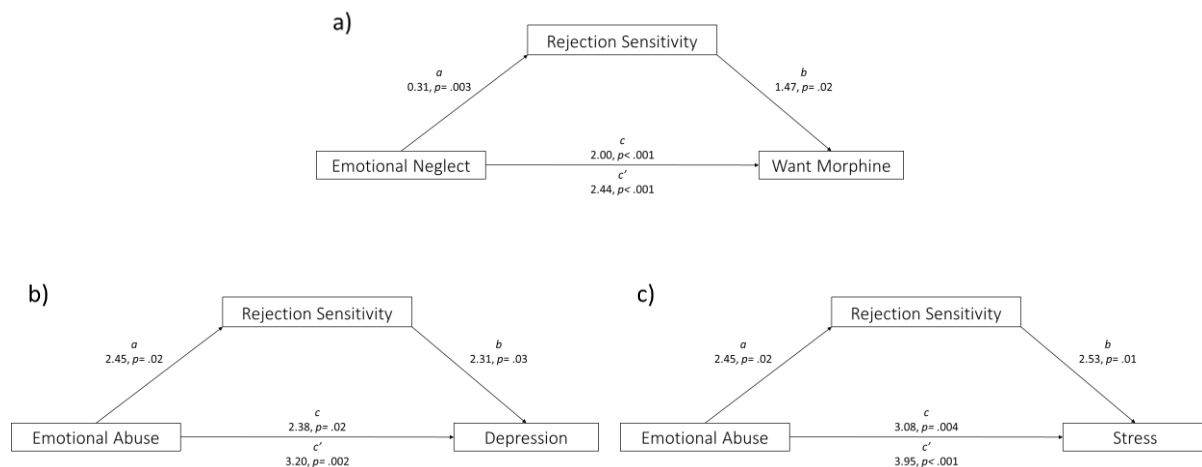 a)
Rejection Sensitivity
a
0.31, p= .003
b
1.47, p= .02
c
2.00, p< .001
Emotional Neglect
Want Morphine
c'
2.44, p< .001
b)
Rejection Sensitivity
a
2.45, p= .02
b
2.31, p= .03
c
2.38, p= .02
Emotional Abuse
Depression
c'
3.20, p= .002
c)
Rejection Sensitivity
a
2.45, p= .02
b
2.53, p= .01
c
3.08, p= .004
Emotional Abuse
Stress
c'
3.95, p< .001